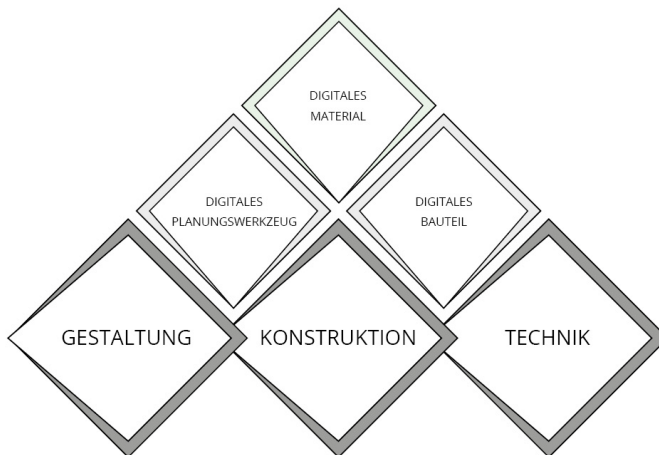 DIGITALES
MATERIAL
DIGITALES
PLANUNGSWERKZEUG
DIGITALES
BAUTEIL
GESTALTUNG
KONSTRUKTION
TECHNIK